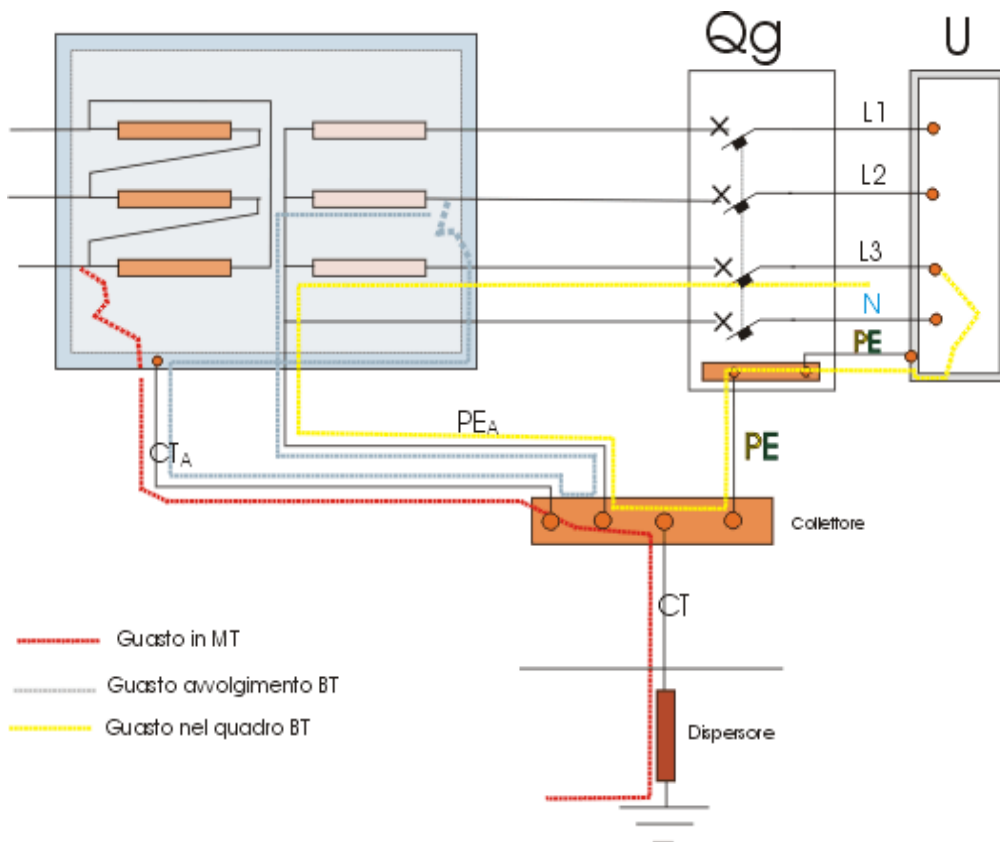 Qg
U
L1
L2
L3
N
PE
PEA
PE
CTA
Collettore
CT
Guasto in MT
Guasto avvolgimento BT
Guasto nel quadro BT
Dispersore